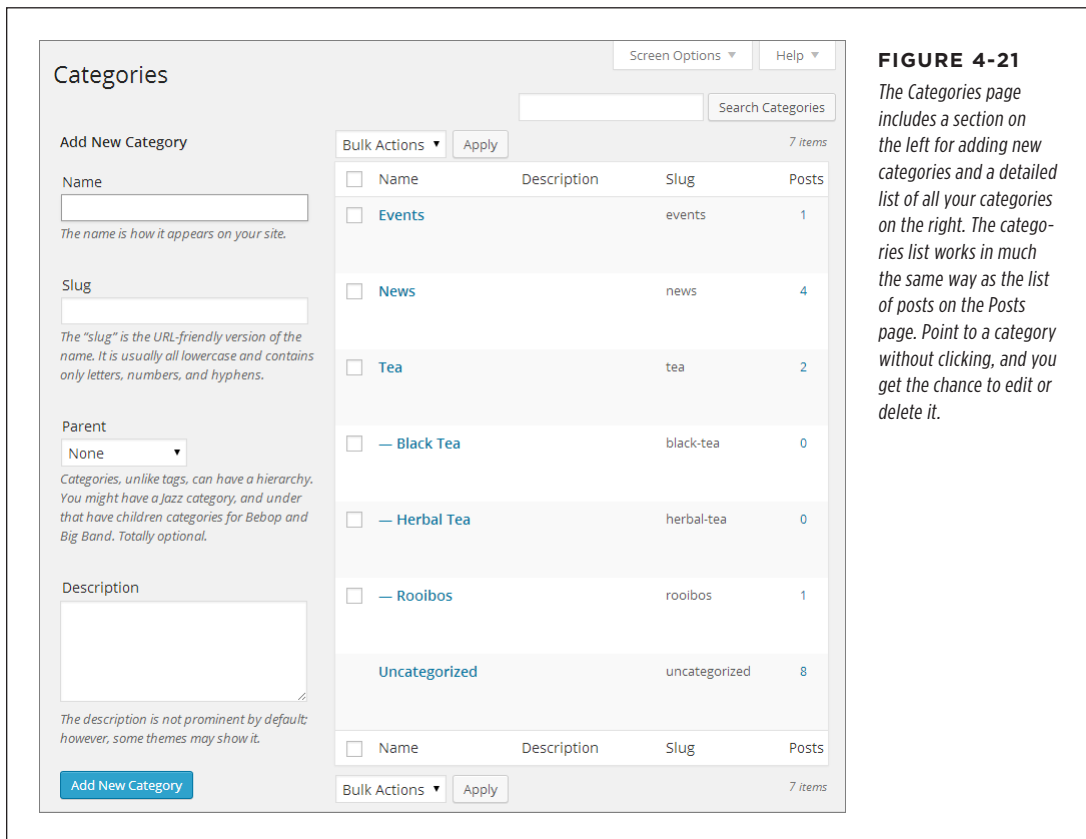 Screen Options
Help
Categories
Search Categories
Add New Category
Bulk Actions
Apply
7 items
Name
The name is how it appears on your site.
Slug
The “slug” is the URL-friendly version of the
name. It is usually all lowercase and contains
only letters, numbers, and hyphens.
Parent
None
Categories, unlike tags, can have a hierarchy.
You might have a Jazz category, and under
that have children categories for Bebop and
Big Band. Totally optional.
Description
The description is not prominent by default;
however, some themes may show it.
Add New Category
Name Description Slug Posts
Events events 1
News news 4
Tea tea 2
— Black Tea black-tea 0
— Herbal Tea herbal-tea 0
— Rooibos rooibos 1
Uncategorized uncategorized 8
Name Description Slug Posts
Bulk Actions
Apply
7 items
FIGURE 4-21
The Categories page
includes a section on
the left for adding new
categories and a detailed
list of all your categories
on the right. The catego-
ries list works in much
the same way as the list
of posts on the Posts
page. Point to a category
without clicking, and you
get the chance to edit or
delete it.